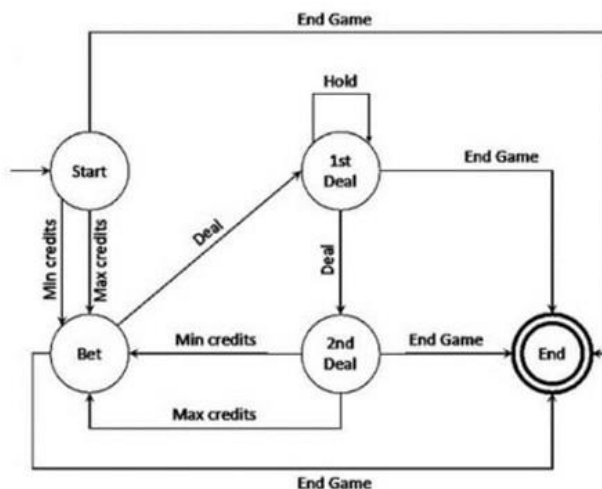 End Game
Hold
Start
1st
Deal
End Game
Min credits
Max credits
Deal
Deal
Bet
Min credits
2nd
Deal
End Game
End
Max credits
End Game